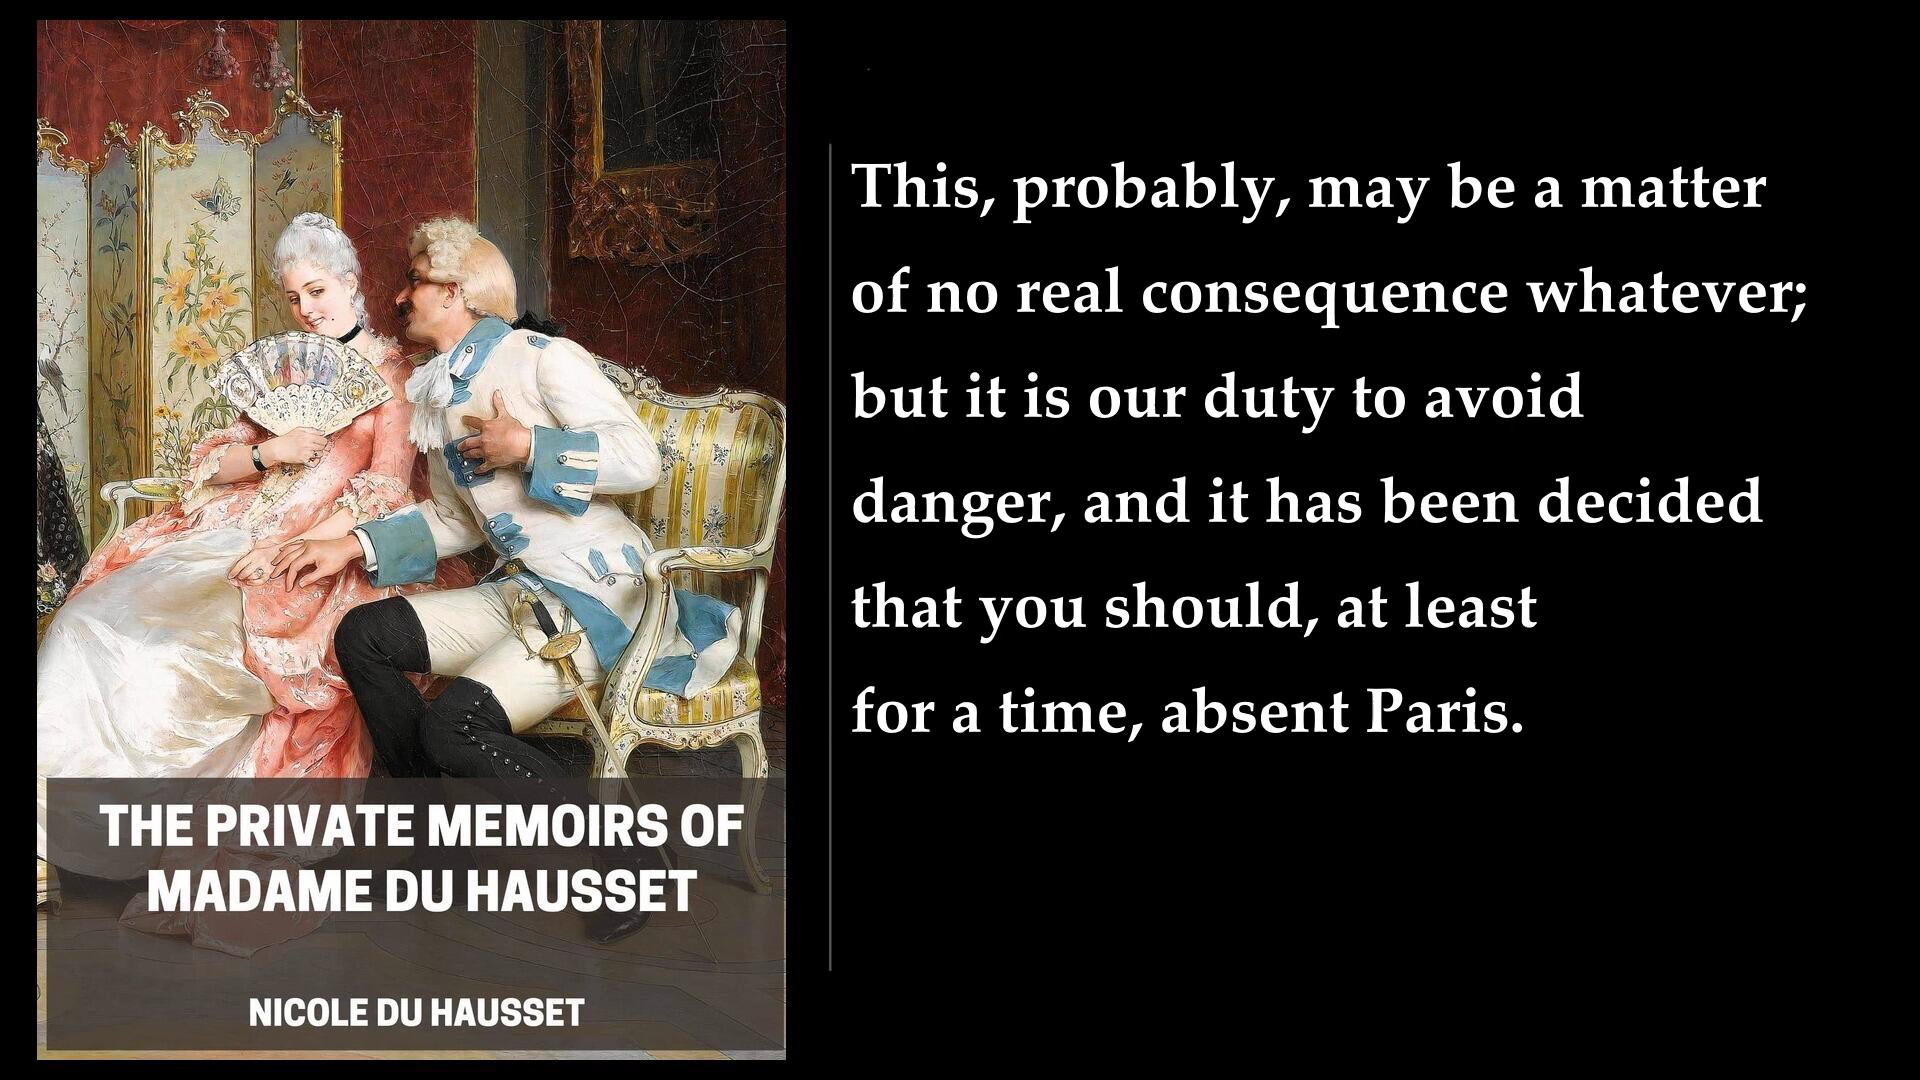 THE PRIVATE MEMOIRS OF
MADAME DU HAUSSET
NICOLE DU HAUSSET
This, probably, may be a matter
of no real consequence whatever;
but it is our duty to avoid
danger, and it has been decided
that you should, at least
for a time, absent Paris.